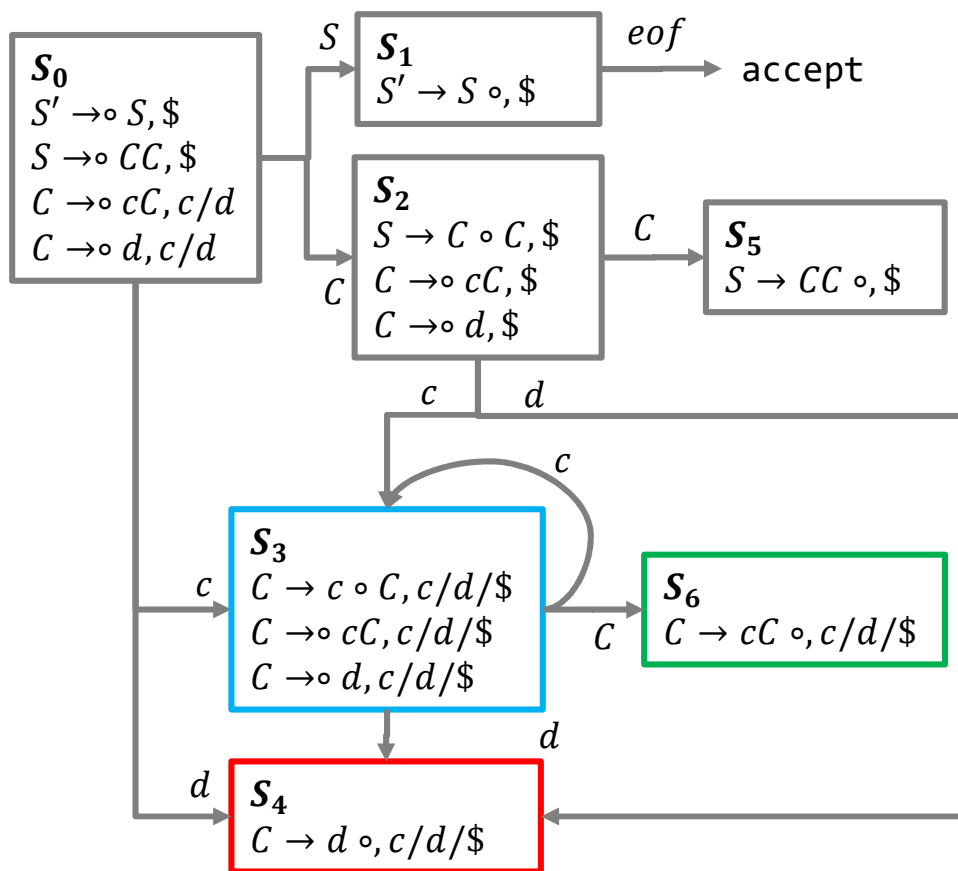 S₀
S′ →∘ S, $
S →∘ CC, $
C →∘ cC, c/d
C →∘ d, c/d
S
S₁
S′ → S ∘, $
eof
accept
C
S₂
S → C ∘ C, $
C →∘ cC, $
C →∘ d, $
C
S₅
S → CC ∘, $
c
d
c
c
S₃
C → c ∘ C, c/d/$
C →∘ cC, c/d/$
C →∘ d, c/d/$
C
S₆
C → cC ∘, c/d/$
d
d
S₄
C → d ∘, c/d/$